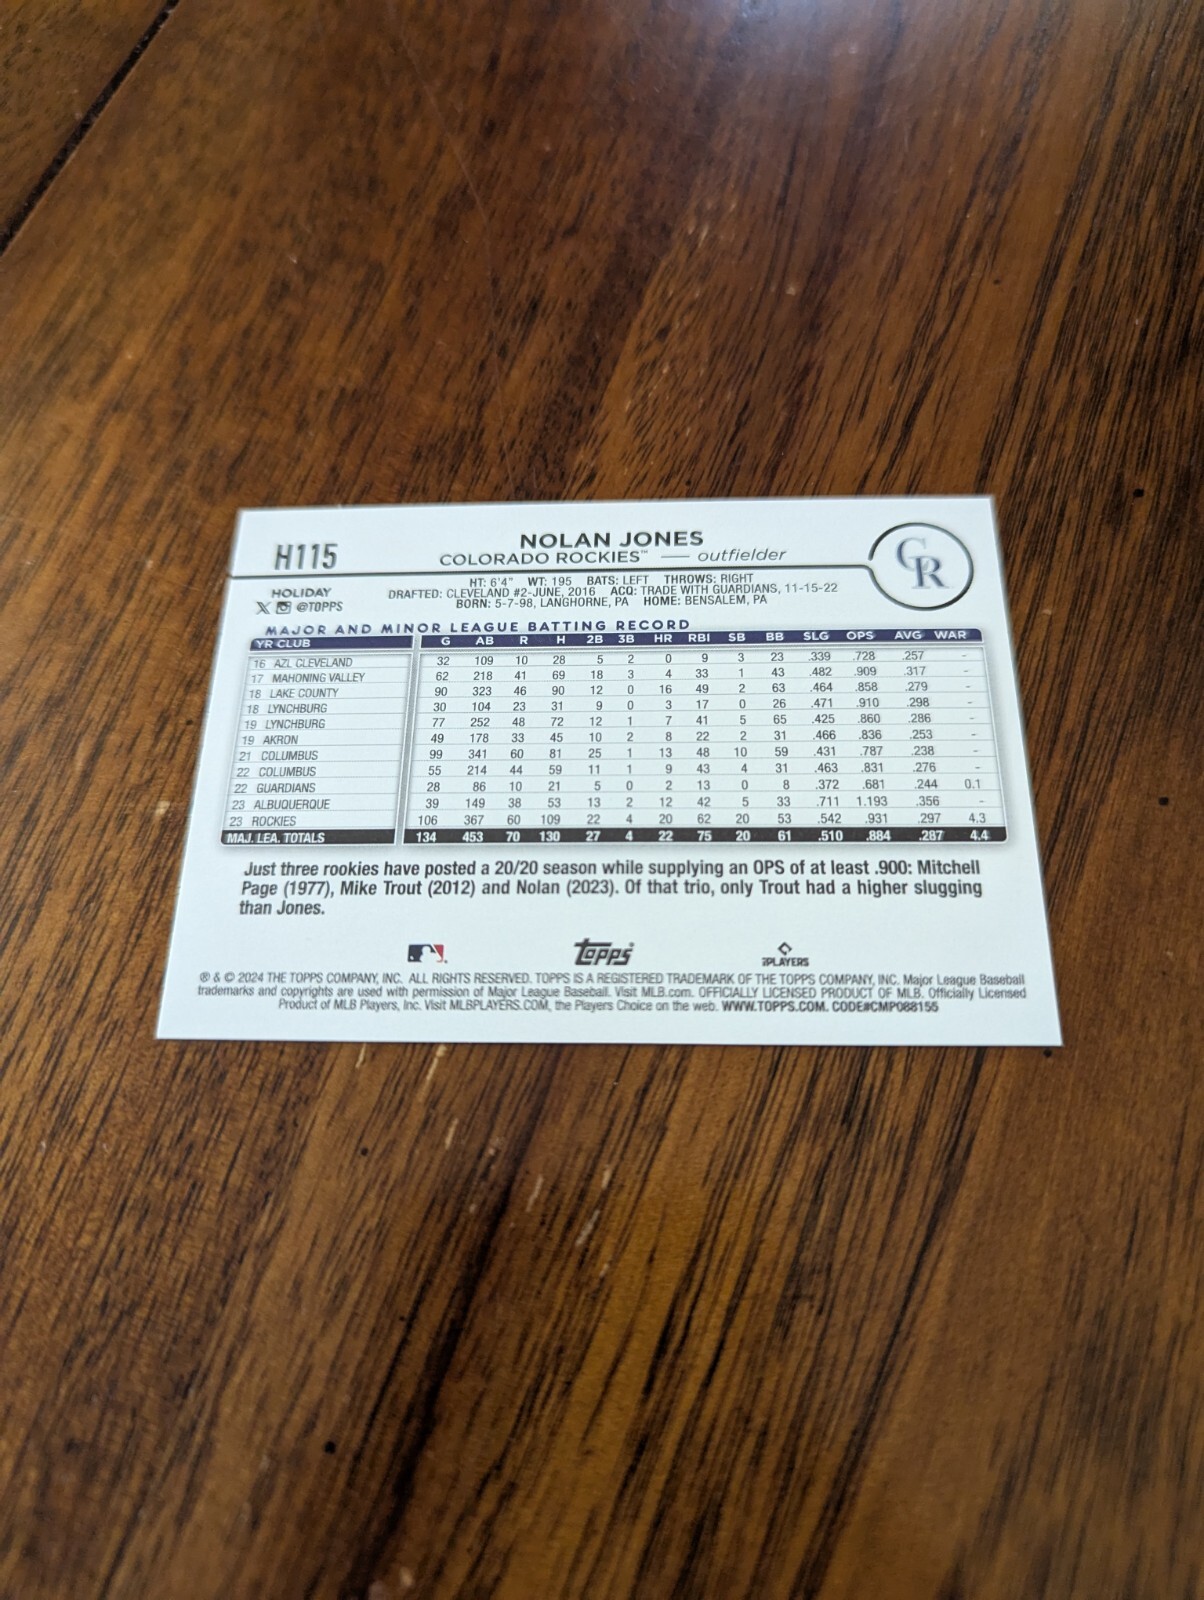 H115
NOLAN JONES
COLORADO ROCKIES™ — outfielder
CR
HOLIDAY
@TOPPS
HT: 6'4" WT: 195 BATS: LEFT THROWS: RIGHT
DRAFTED: CLEVELAND #2-JUNE, 2016 ACQ: TRADE WITH GUARDIANS, 11-15-22
BORN: 5-7-98, LANGHORNE, PA HOME: BENSALEM, PA
MAJOR AND MINOR LEAGUE BATTING RECORD
YR CLUB G AB R H 2B 3B HR RBI SB BB SLG OPS AVG WAR
16 AZL CLEVELAND 32 109 10 28 5 2 0 9 3 23 .339 .728 .257 -
17 MAHONING VALLEY 62 218 41 69 18 3 4 33 1 43 .482 .909 .317 -
18 LAKE COUNTY 90 323 46 90 12 0 16 49 2 63 .464 .858 .279 -
18 LYNCHBURG 30 104 23 31 9 0 3 17 0 26 .471 .910 .298 -
19 LYNCHBURG 77 252 48 72 12 1 7 41 5 65 .425 .860 .286 -
19 AKRON 49 178 33 45 10 2 8 22 2 31 .466 .836 .253 -
21 COLUMBUS 99 341 60 81 25 1 13 48 10 59 .431 .787 .238 -
22 COLUMBUS 55 214 44 59 11 1 9 43 4 31 .463 .831 .276 -
22 GUARDIANS 28 86 10 21 5 0 2 13 0 8 .372 .681 .244 0.1
23 ALBUQUERQUE 39 149 38 53 13 2 12 42 5 33 .711 1.193 .356 -
23 ROCKIES 106 367 60 109 22 4 20 62 20 53 .542 .931 .297 4.3
MAJ. LEA. TOTALS 134 453 70 130 27 4 22 75 20 61 .510 .884 .287 4.4
Just three rookies have posted a 20/20 season while supplying an OPS of at least .900: Mitchell
Page (1977), Mike Trout (2012) and Nolan (2023). Of that trio, only Trout had a higher slugging
than Jones.
Topps® PLAYERS
® & © 2024 THE TOPPS COMPANY, INC. ALL RIGHTS RESERVED. TOPPS IS A REGISTERED TRADEMARK OF THE TOPPS COMPANY, INC. Major League Baseball
trademarks and copyrights are used with permission of Major League Baseball. Visit MLB.com. OFFICIALLY LICENSED PRODUCT OF MLB. Officially Licensed
Product of MLB Players, Inc. Visit MLBPLAYERS.COM, the Players Choice on the web. WWW.TOPPS.COM. CODE#CMP088155